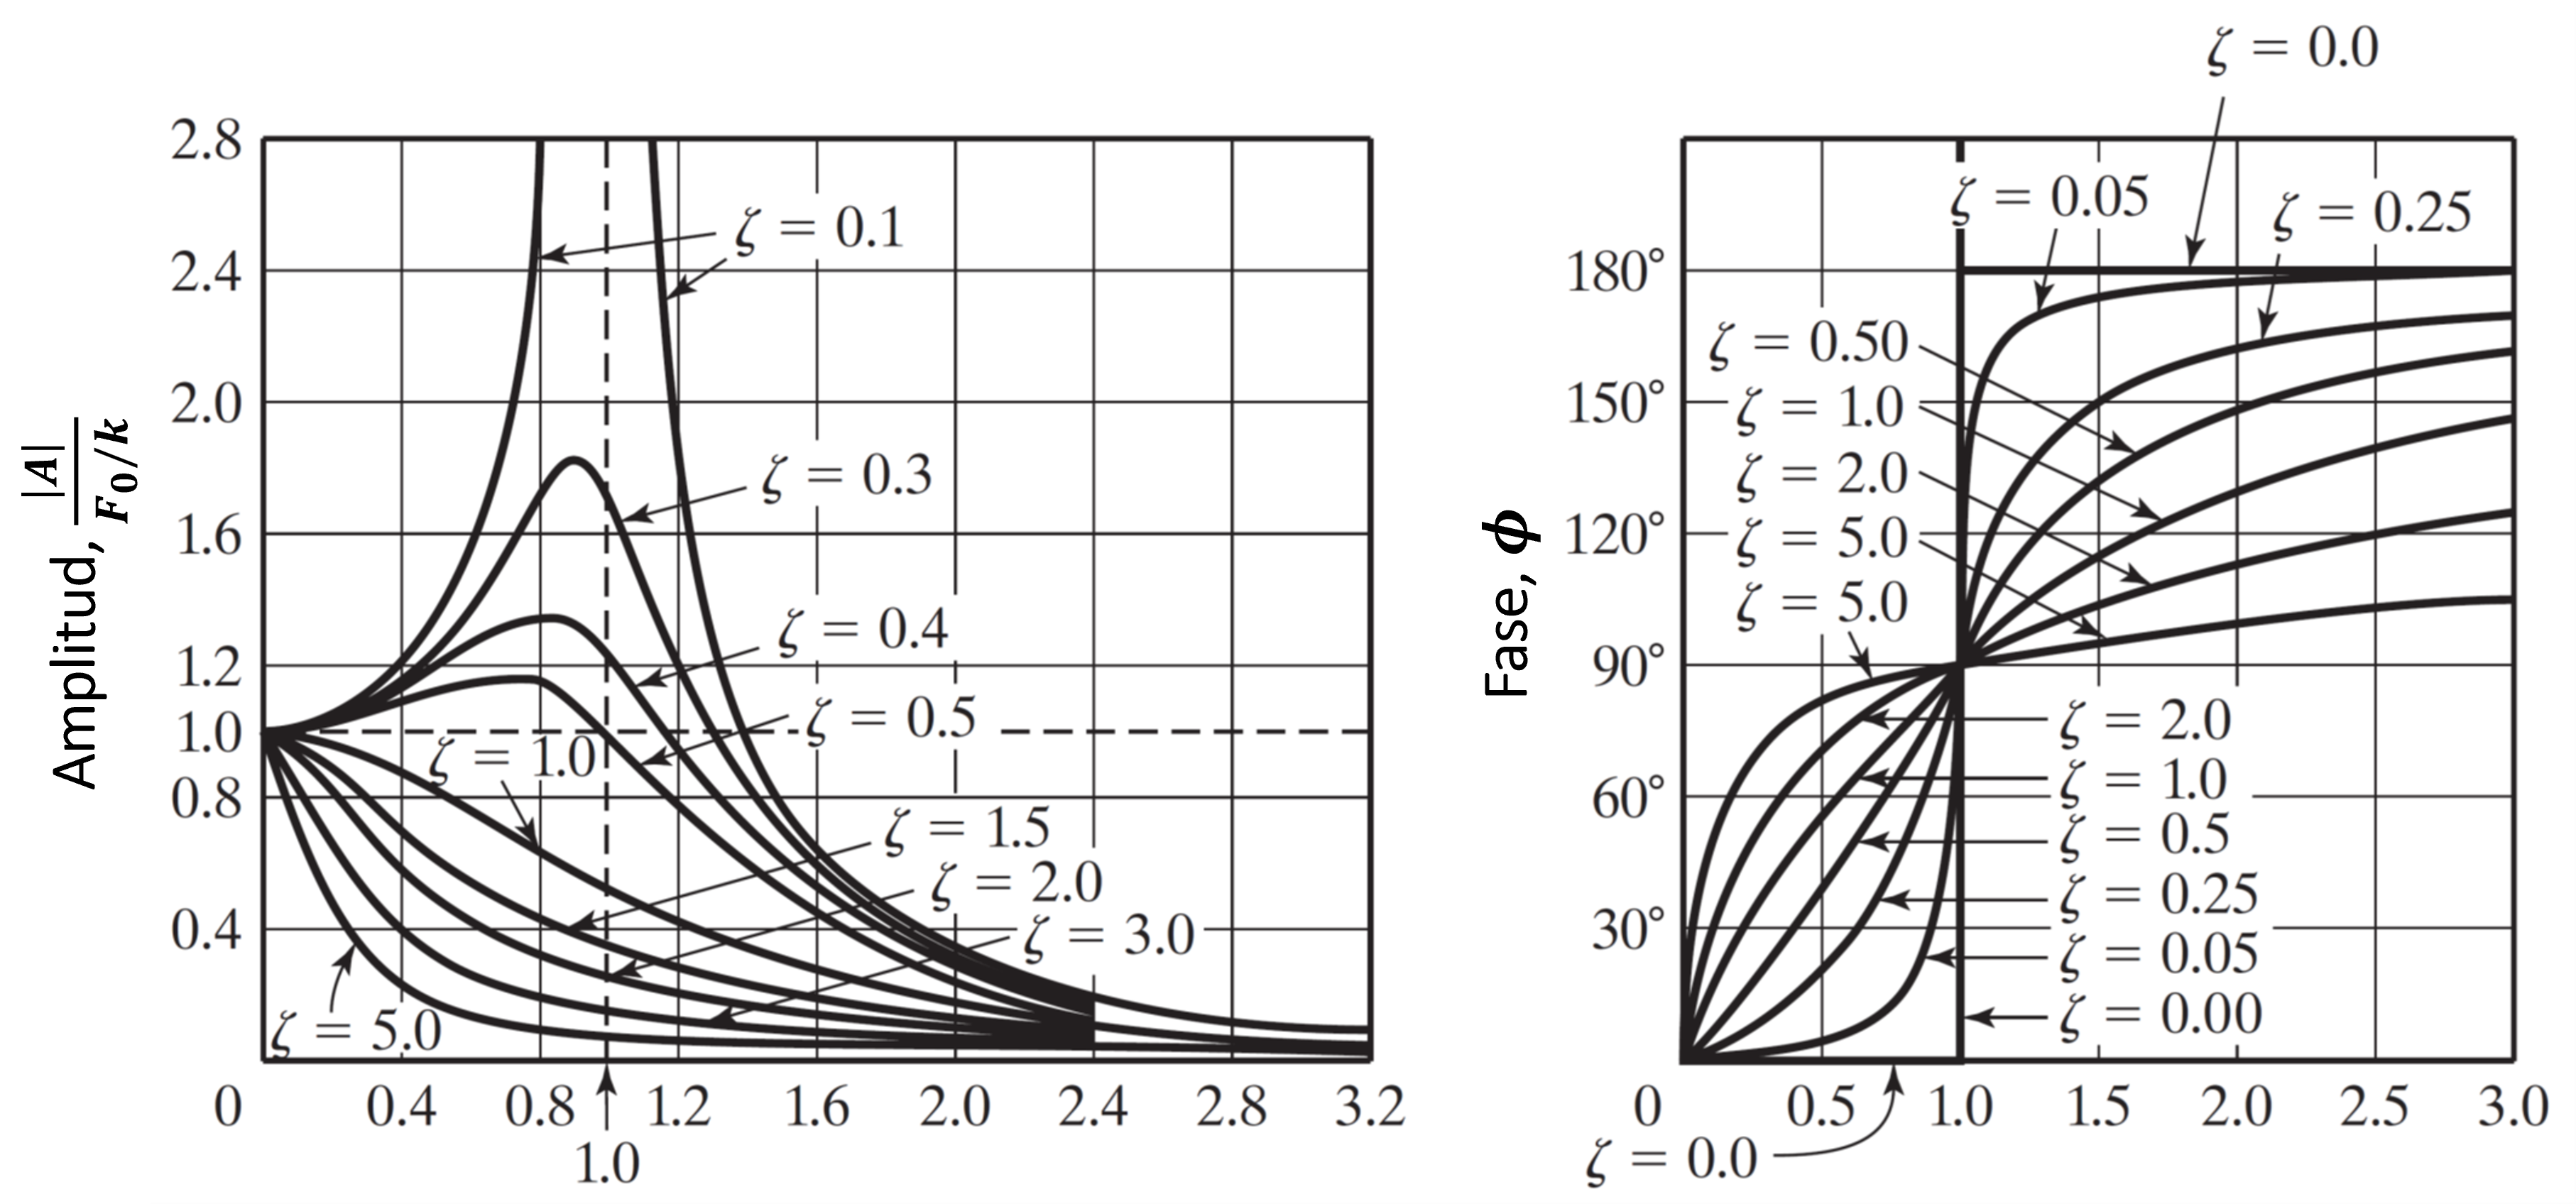 Amplitud, |A| / F₀/k
2.8
2.4
2.0
1.6
1.2
1.0
0.8
0.4
0
0.4
0.8
1.0
1.2
1.6
2.0
2.4
2.8
3.2
ζ = 0.1
ζ = 0.3
ζ = 0.4
ζ = 0.5
ζ = 1.0
ζ = 1.5
ζ = 2.0
ζ = 3.0
ζ = 5.0
Fase, ϕ
180°
150°
120°
90°
60°
30°
0
0.5
1.0
1.5
2.0
2.5
3.0
ζ = 0.0
ζ = 0.05
ζ = 0.25
ζ = 0.50
ζ = 1.0
ζ = 2.0
ζ = 5.0
ζ = 5.0
ζ = 2.0
ζ = 1.0
ζ = 0.5
ζ = 0.25
ζ = 0.05
ζ = 0.00
ζ = 0.0